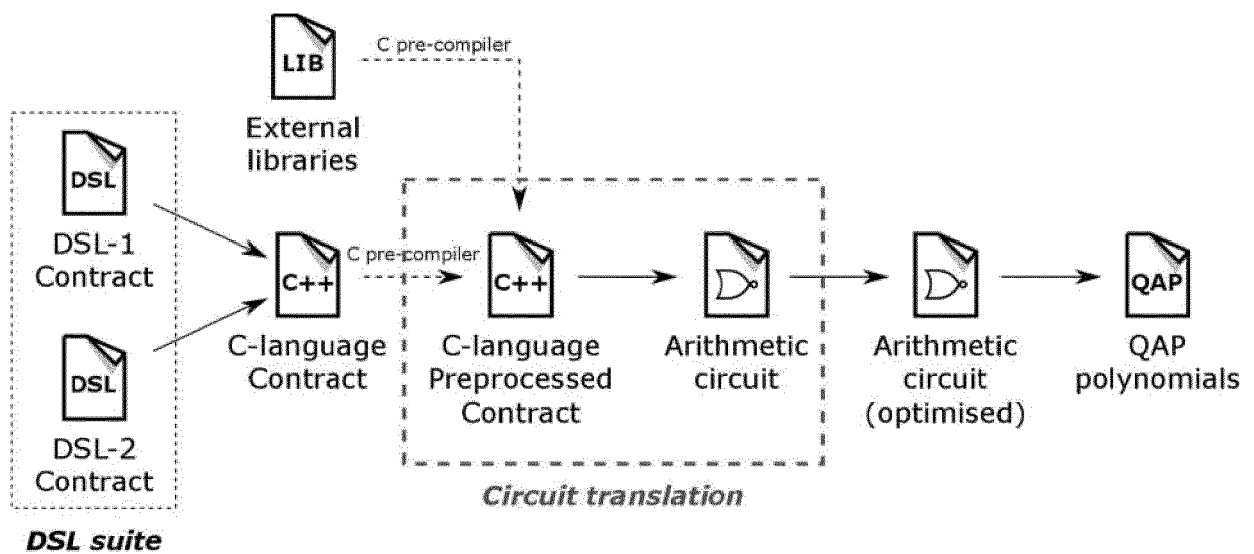 C pre-compiler
LIB
External
libraries
DSL
DSL-1
Contract
DSL
DSL-2
Contract
DSL suite
C++
C-language
Contract
C pre-compiler
C++
C-language
Preprocessed
Contract
Arithmetic
circuit
Circuit translation
Arithmetic
circuit
(optimised)
QAP
QAP
polynomials